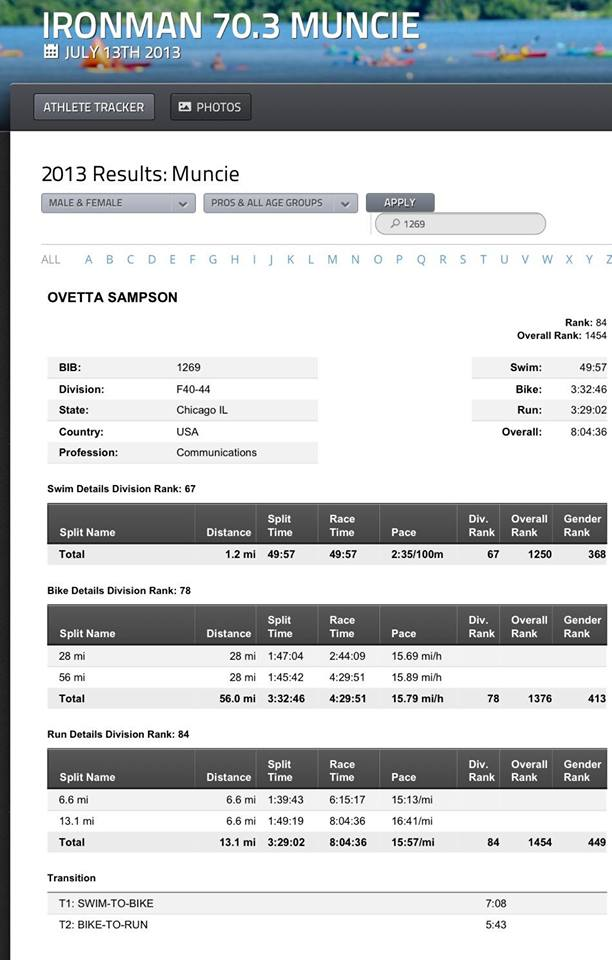 IRONMAN 70.3 MUNCIE
JULY 13TH 2013
ATHLETE TRACKER PHOTOS
2013 Results: Muncie
MALE & FEMALE PROS & ALL AGE GROUPS APPLY
1269
ALL A B C D E F G H I J K L M N O P Q R S T U V W X Y Z
OVETTA SAMPSON
Rank: 84
Overall Rank: 1454
BIB: 1269 Swim: 49:57
Division: F40-44 Bike: 3:32:46
State: Chicago IL Run: 3:29:02
Country: USA Overall: 8:04:36
Profession: Communications
Swim Details Division Rank: 67
Split Name Distance Split Time Race Time Pace Div. Rank Overall Rank Gender Rank
Total 1.2 mi 49:57 49:57 2:35/100m 67 1250 368
Bike Details Division Rank: 78
Split Name Distance Split Time Race Time Pace Div. Rank Overall Rank Gender Rank
28 mi 28 mi 1:47:04 2:44:09 15.69 mi/h
56 mi 28 mi 1:45:42 4:29:51 15.89 mi/h
Total 56.0 mi 3:32:46 4:29:51 15.79 mi/h 78 1376 413
Run Details Division Rank: 84
Split Name Distance Split Time Race Time Pace Div. Rank Overall Rank Gender Rank
6.6 mi 6.6 mi 1:39:43 6:15:17 15:13/mi
13.1 mi 6.6 mi 1:49:19 8:04:36 16:41/mi
Total 13.1 mi 3:29:02 8:04:36 15:57/mi 84 1454 449
Transition
T1: SWIM-TO-BIKE 7:08
T2: BIKE-TO-RUN 5:43